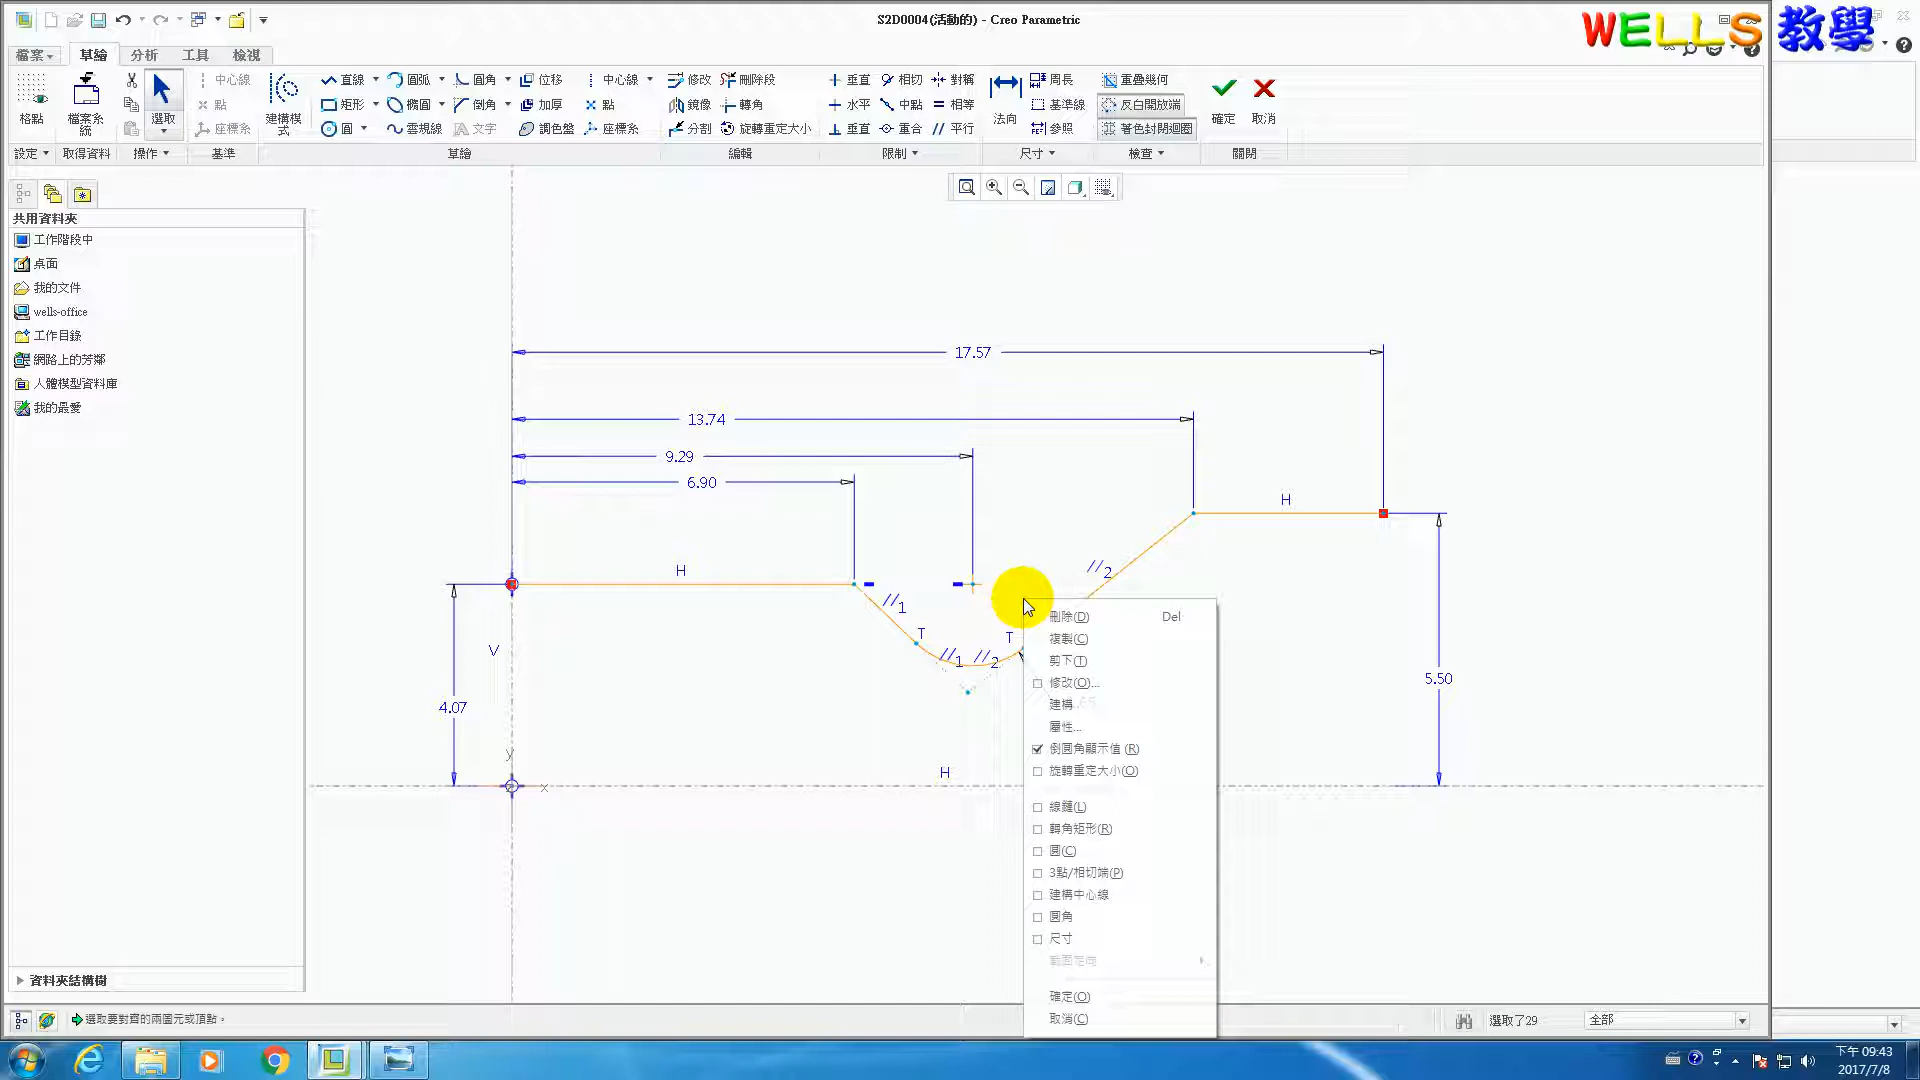 S2D0004(活動的) - Creo Parametric
WELLS 教學
檔案 草繪 分析 工具 檢視
格點
檔案系統
選取
中心線
點
座標系
建構模式
直線 圓弧 圓角 位移 中心線
矩形 橢圓 倒角 加厚 點
圓 雲規線 文字 調色盤 座標系
修改 刪除段
鏡像 轉角
分割 旋轉重定大小
垂直 相切 對稱
水平 中點 相等
垂直 重合 平行
法向
周長
基準線
參照
重疊幾何
反白開放端
著色封閉迴圈
確定 取消
設定 取得資料 操作 基準 草繪 編輯 限制 尺寸 檢查 關閉
共用資料夾
工作階段中
桌面
我的文件
wells-office
工作目錄
網路上的芳鄰
人體模型資料庫
我的最愛
17.57
13.74
9.29
6.90
H
H
//1
//2
T
T
//1 //2
V
4.07
5.50
y
x
H
刪除(D) Del
複製(C)
剪下(T)
修改(O)...
建構
屬性...
倒圓角顯示值 (R)
旋轉重定大小(O)
線鏈(L)
轉角矩形(R)
圓(C)
3點/相切端(P)
建構中心線
圓角
尺寸
確定(O)
取消(C)
資料夾結構樹
選取要對齊的兩圖元或頂點。
選取了29
全部
下午 09:43
2017/7/8